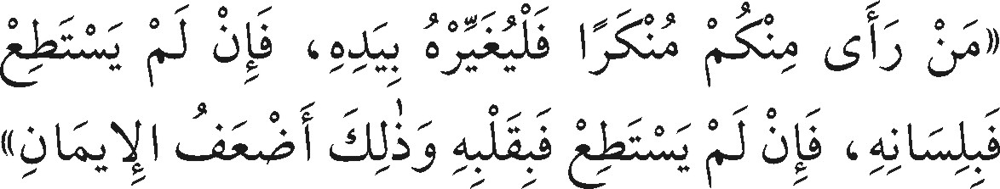 «مَنْ رَأَى مِنْكُمْ مُنْكَرًا فَلْيُغَيِّرْهُ بِيَدِهِ، فَإِنْ لَمْ يَسْتَطِعْ
فَبِلِسَانِهِ، فَإِنْ لَمْ يَسْتَطِعْ فَبِقَلْبِهِ وَذٰلِكَ أَضْعَفُ الإِيمَانِ»